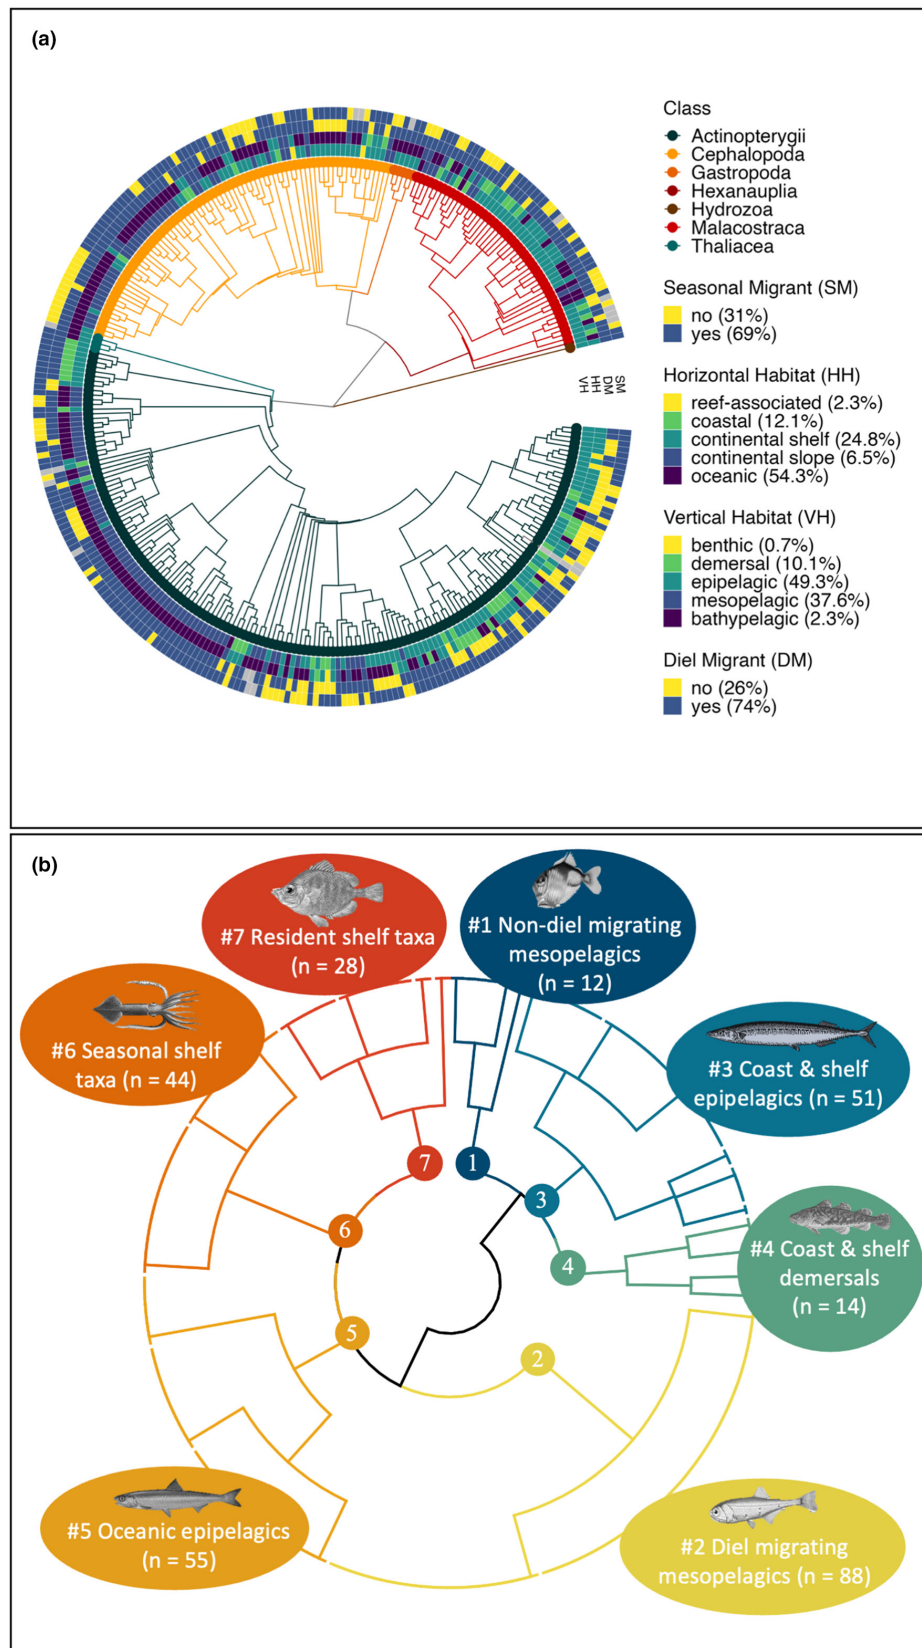 (a)
Class
Actinopterygii
Cephalopoda
Gastropoda
Hexanauplia
Hydrozoa
Malacostraca
Thaliacea
Seasonal Migrant (SM)
no (31%)
yes (69%)
Horizontal Habitat (HH)
reef-associated (2.3%)
coastal (12.1%)
continental shelf (24.8%)
continental slope (6.5%)
oceanic (54.3%)
Vertical Habitat (VH)
benthic (0.7%)
demersal (10.1%)
epipelagic (49.3%)
mesopelagic (37.6%)
bathypelagic (2.3%)
Diel Migrant (DM)
no (26%)
yes (74%)
SM
DM
HH
VH
(b)
#7 Resident shelf taxa
(n = 28)
#1 Non-diel migrating
mesopelagics
(n = 12)
#6 Seasonal shelf
taxa (n = 44)
#3 Coast & shelf
epipelagics (n = 51)
#4 Coast & shelf
demersals
(n = 14)
#5 Oceanic epipelagics
(n = 55)
#2 Diel migrating
mesopelagics (n = 88)
7
1
3
6
4
5
2